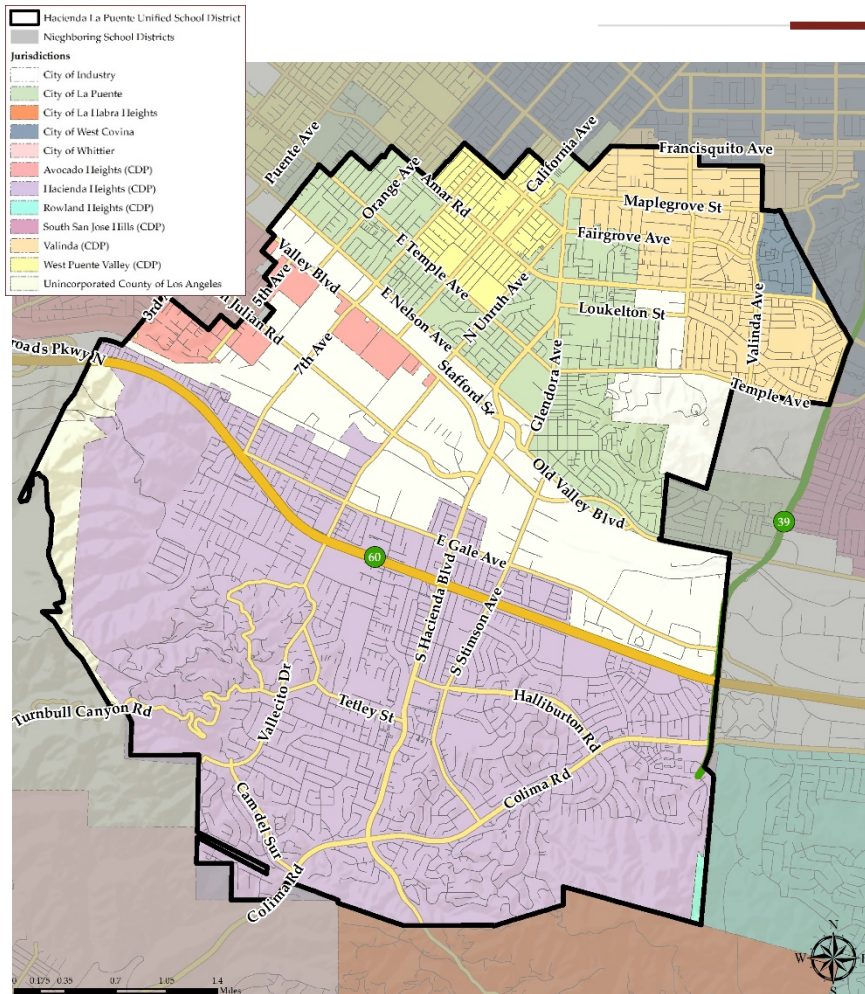 Hacienda La Puente Unified School District
Nieghboring School Districts
Jurisdictions
City of Industry
City of La Puente
City of La Habra Heights
City of West Covina
City of Whittier
Avocado Heights (CDP)
Hacienda Heights (CDP)
Rowland Heights (CDP)
South San Jose Hills (CDP)
Valinda (CDP)
West Puente Valley (CDP)
Unincorporated County of Los Angeles
Puente Ave
California Ave
Francisquito Ave
Orange Ave
Amar Rd
Maplegrove St
Fairgrove Ave
Valley Blvd
E Temple Ave
5th Ave
3rd
Julian Rd
E Nelson Ave
N Unruh Ave
Loukelton St
Valinda Ave
7th Ave
Stafford St
Glendora Ave
Temple Ave
roads Pkwy N
Old Valley Blvd
39
E Gale Ave
60
S Hacienda Blvd
S Stimson Ave
Vallecito Dr
Tetley St
Halliburton Rd
Turnbull Canyon Rd
Colima Rd
Cam del Sur
Colima Rd
N
W
S
0 0.175 0.35 0.7 1.05 1.4
Miles